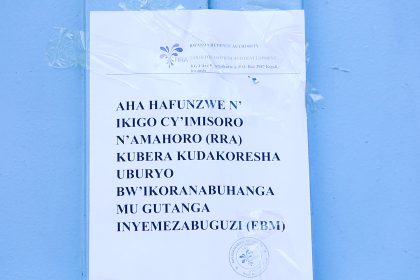 RWANDA REVENUE AUTHORITY
RRA
AHA HAFUNZWE N'
IKIGO CY'IMISORO
N'AMAHORO (RRA)
KUBERA KUDAKORESHA
UBURYO
BW'IKORANABUHANGA
MU GUTANGA
INYEMEZABUGUZI (EBM)